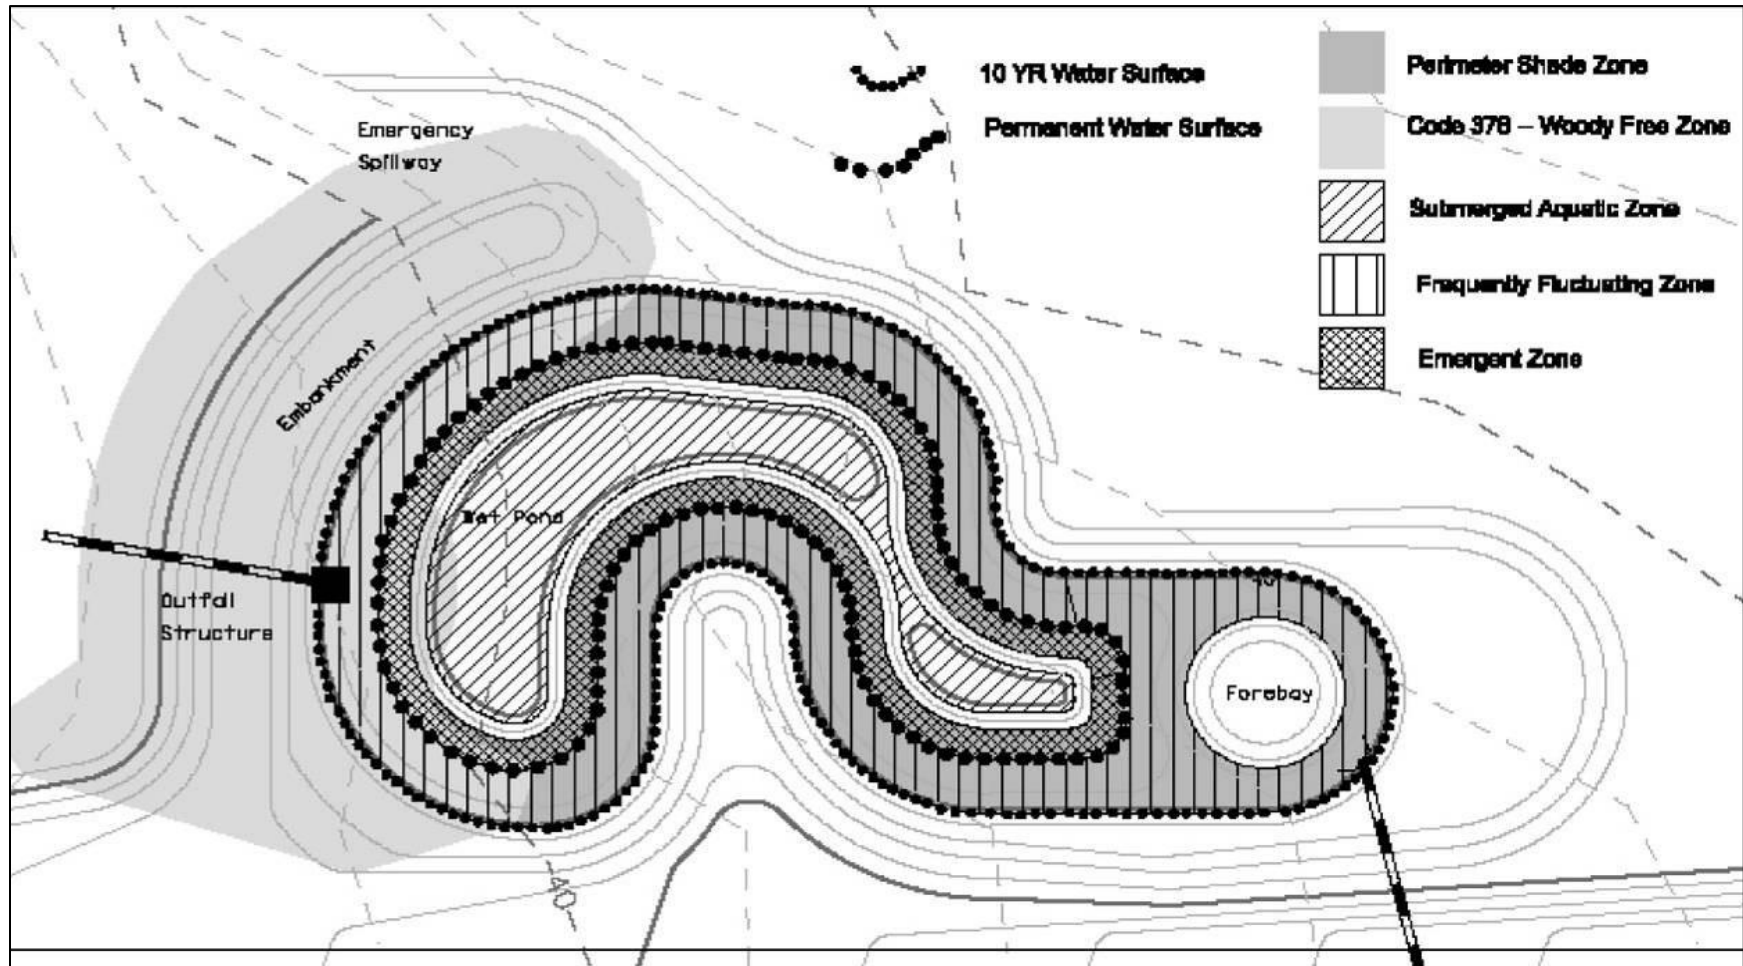 10 YR Water Surface
Permanent Water Surface
Perimeter Shade Zone
Code 378 – Woody Free Zone
Submerged Aquatic Zone
Frequently Fluctuating Zone
Emergent Zone
Emergency
Spillway
Embankment
Wet Pond
Outfall
Structure
Forebay
40